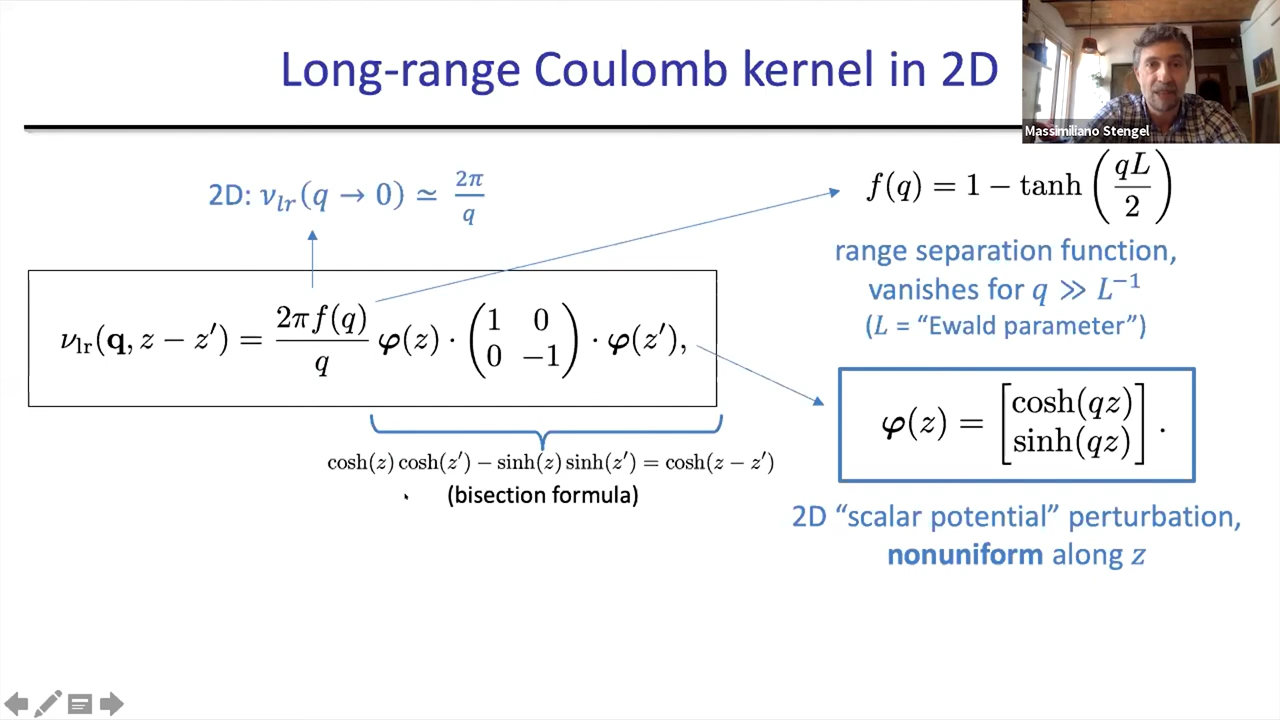 Long-range Coulomb kernel in 2D
Massimiliano Stengel
2D: ν_lr(q → 0) ≃ 2π/q
f(q) = 1 − tanh(qL/2)
range separation function,
vanishes for q ≫ L⁻¹
(L = “Ewald parameter”)
ν_lr(𝐪, z − z′) = 2πf(q)/q 𝝋(z) · (1 0; 0 −1) · 𝝋(z′),
𝝋(z) = [cosh(qz); sinh(qz)].
cosh(z) cosh(z′) − sinh(z) sinh(z′) = cosh(z − z′)
(bisection formula)
2D “scalar potential” perturbation,
nonuniform along z